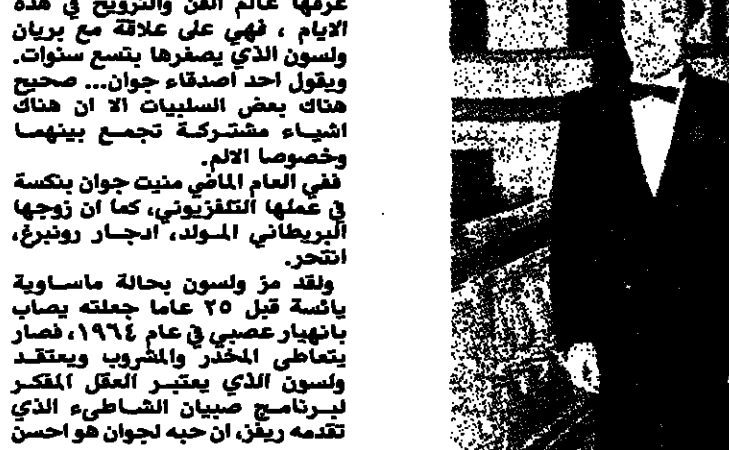 عرفها عالم الفن والترويح في هذه
الايام ، فهي على علاقة مع بريان
ولسون الذي يصغرها بتسع سنوات.
ويقول احد اصدقاء جوان... صحيح
هناك بعض السلبيات الا ان هناك
اشياء مشتركة تجمع بينهما
وخصوصا الالم.
ففي العام الماضي منيت جوان بنكسة
في عملها التلفزيوني، كما ان زوجها
البريطاني المولد، ادجار رونبرغ،
انتحر.
ولقد مر ولسون بحالة ماساوية
يائسة قبل ٢٥ عاما جعلته يصاب
بانهيار عصبي في عام ١٩٦٤، فصار
يتعاطى المخدر والمشروب ويعتقد
ولسون الذي يعتبر العقل المفكر
لبرنامج صبيان الشاطىء الذي
تقدمه ريفز، ان حبه لجوان هو احسن